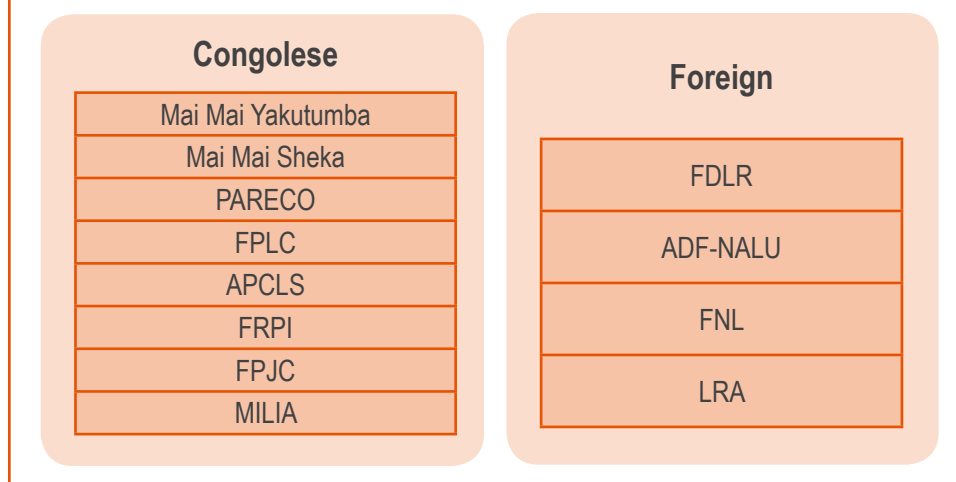 Congolese
Mai Mai Yakutumba
Mai Mai Sheka
PARECO
FPLC
APCLS
FRPI
FPJC
MILIA
Foreign
FDLR
ADF-NALU
FNL
LRA